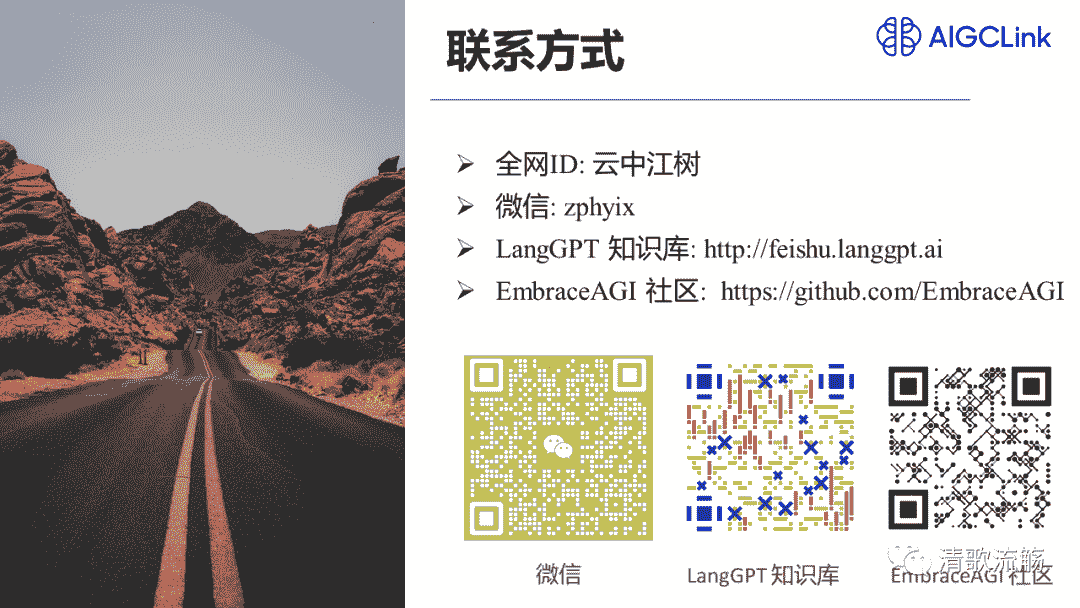 联系方式
AIGCLink
➢ 全网ID: 云中江树
➢ 微信: zphyix
➢ LangGPT 知识库: http://feishu.langgpt.ai
➢ EmbraceAGI 社区: https://github.com/EmbraceAGI
微信
LangGPT 知识库
EmbraceAGI 社区
清歌流觞